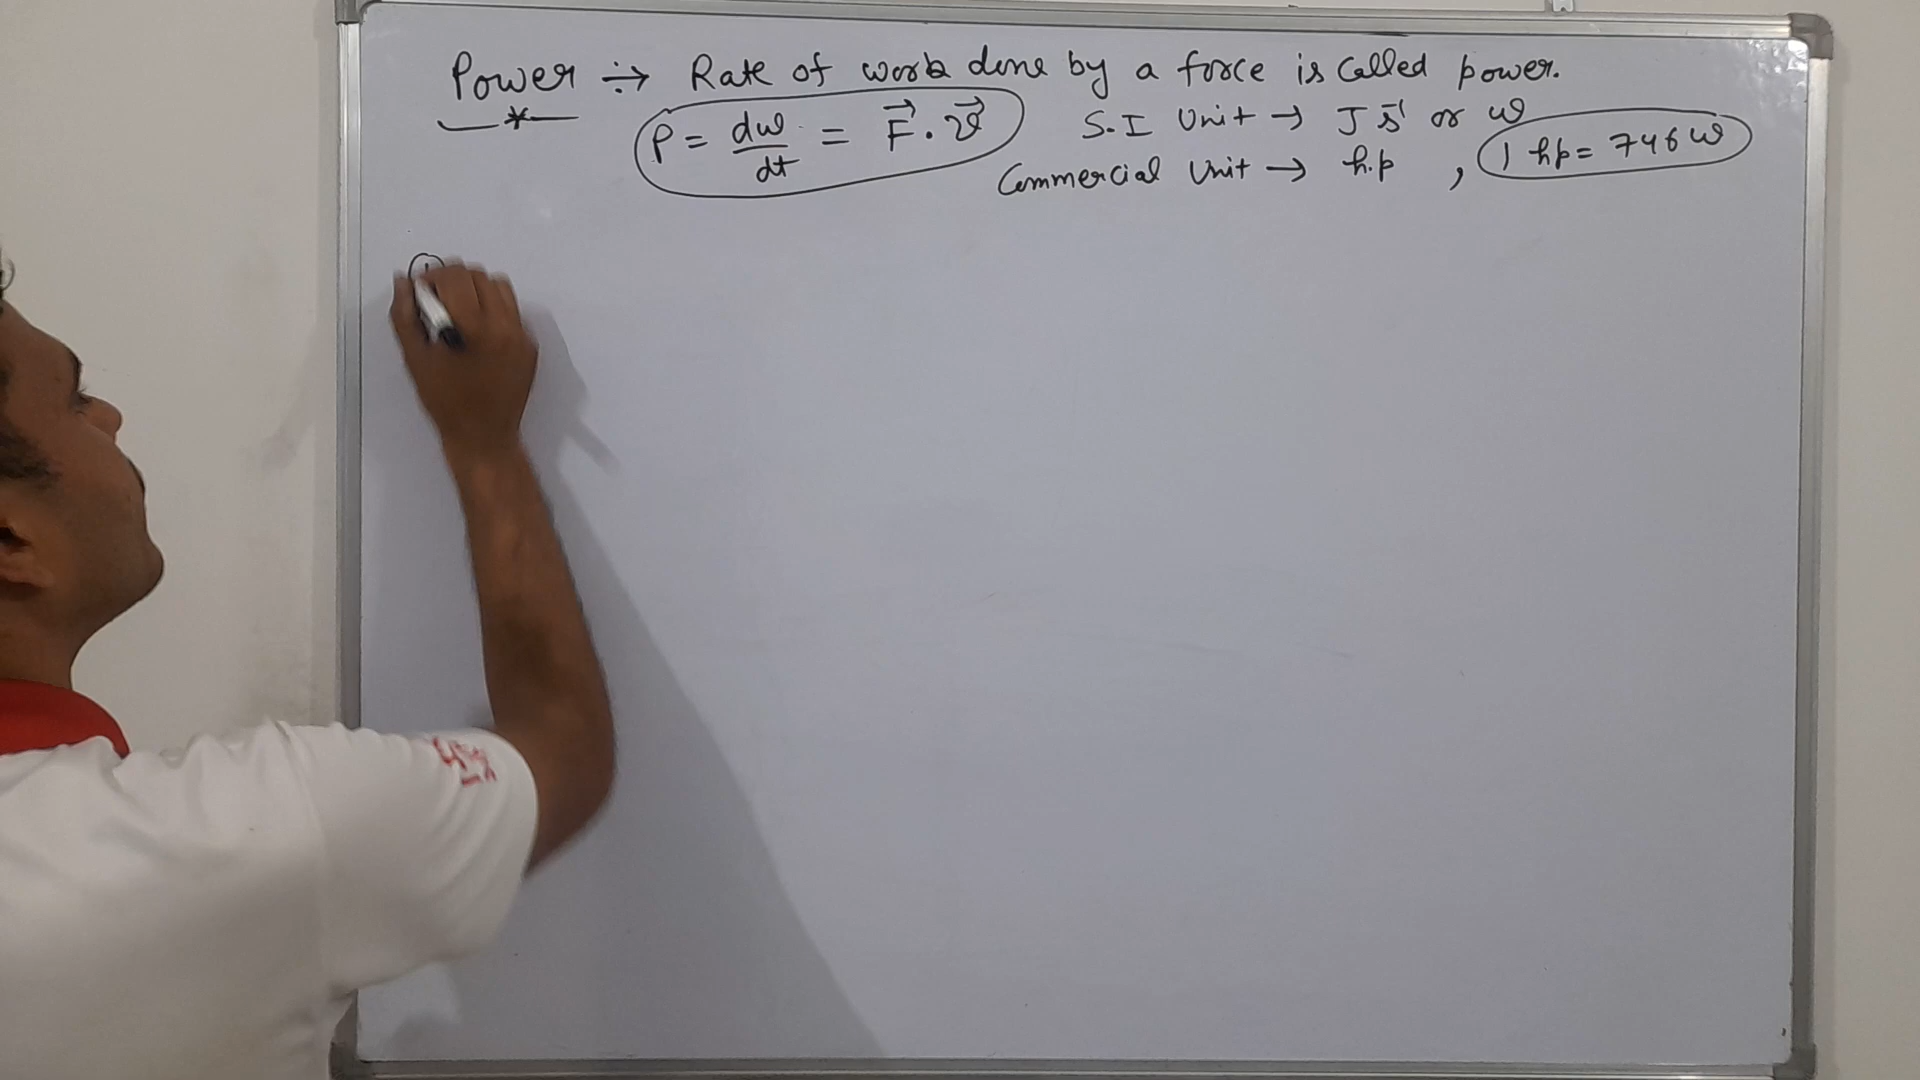 Power ÷→ Rate of work done by a force is Called power.
P = dw/dt = F⃗ . v⃗
S.I Unit → J s⁻¹ or W
Commercial Unit → h.p , 1 hp = 746 W
①